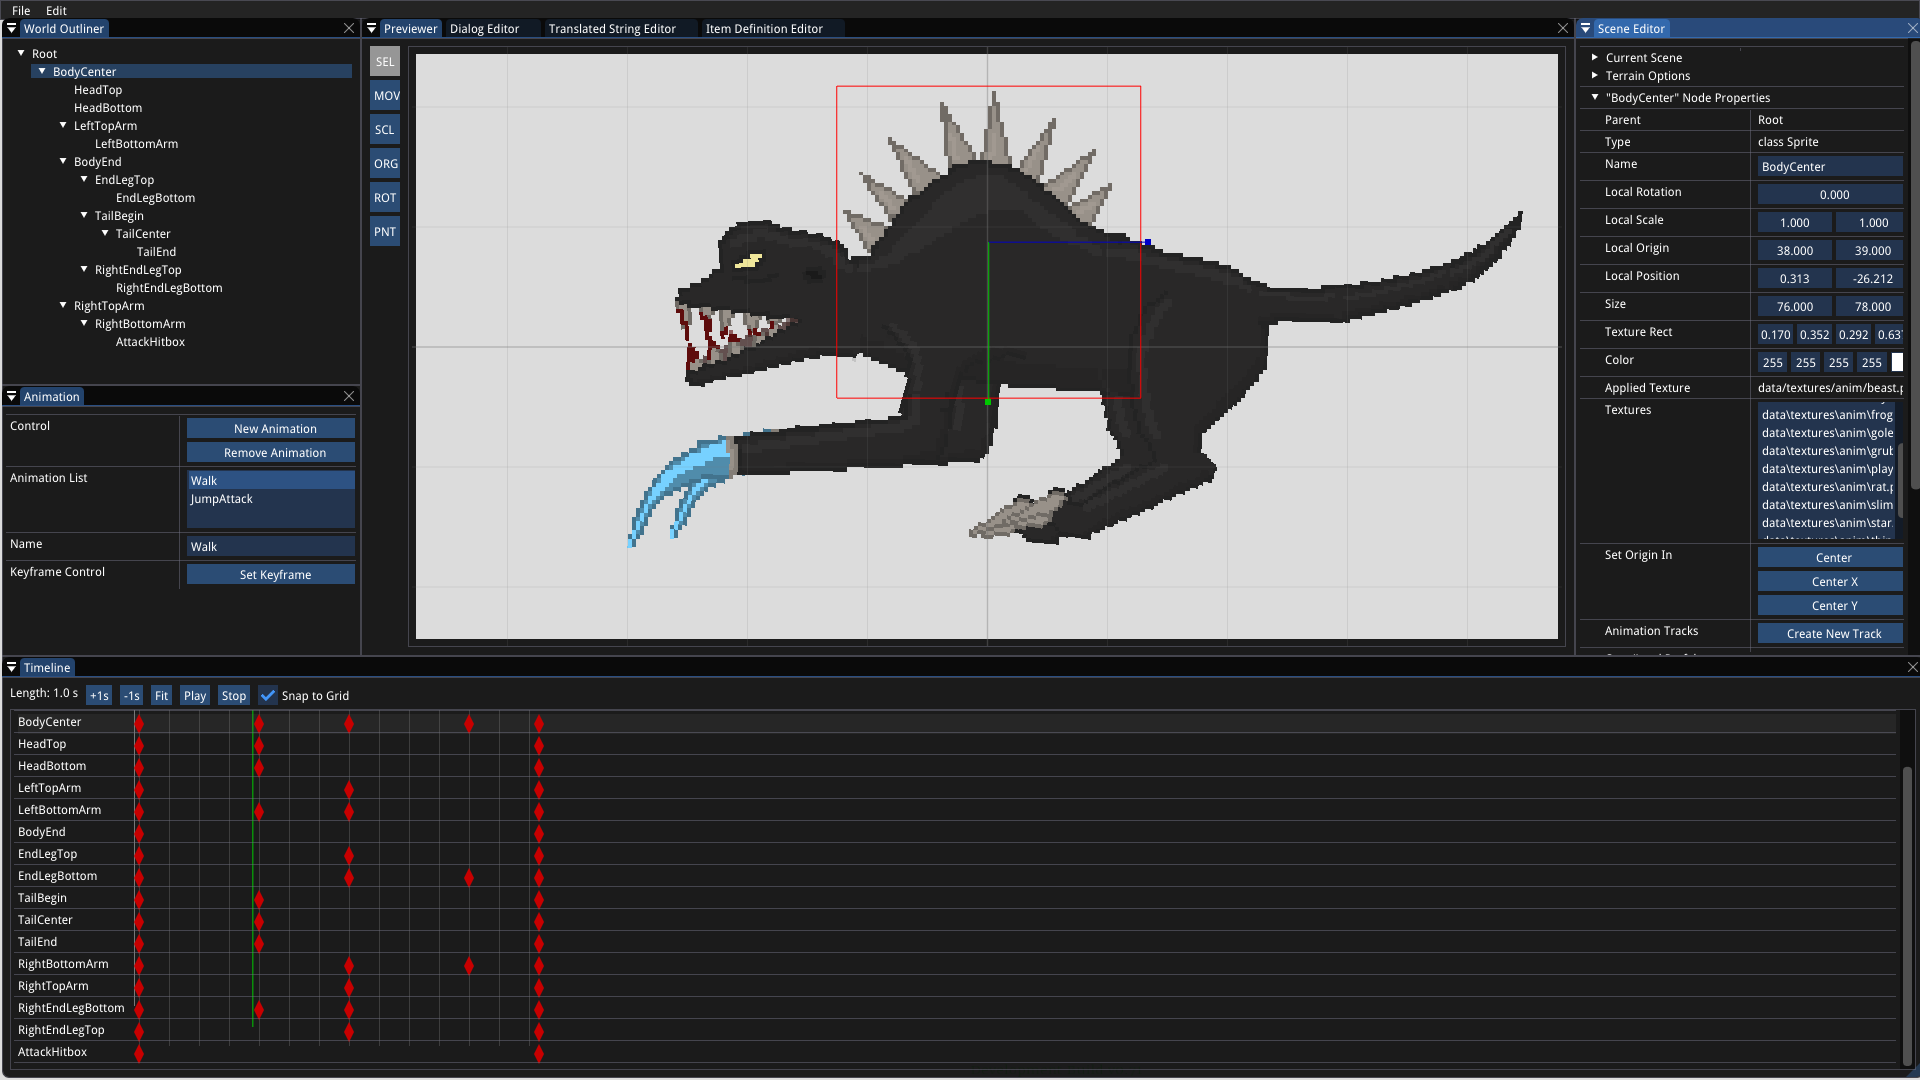 File Edit
World Outliner
Root
BodyCenter
HeadTop
HeadBottom
LeftTopArm
LeftBottomArm
BodyEnd
EndLegTop
EndLegBottom
TailBegin
TailCenter
TailEnd
RightEndLegTop
RightEndLegBottom
RightTopArm
RightBottomArm
AttackHitbox
Animation
Control
New Animation
Remove Animation
Animation List
Walk
JumpAttack
Name Walk
Keyframe Control Set Keyframe
Previewer Dialog Editor Translated String Editor Item Definition Editor
SEL
MOV
SCL
ORG
ROT
PNT
Scene Editor
Current Scene
Terrain Options
"BodyCenter" Node Properties
Parent Root
Type class Sprite
Name BodyCenter
Local Rotation 0.000
Local Scale 1.000 1.000
Local Origin 38.000 39.000
Local Position 0.313 -26.212
Size 76.000 78.000
Texture Rect 0.170 0.352 0.292 0.63
Color 255 255 255 255
Applied Texture data/textures/anim/beast.p
Textures
data\textures\anim\frog
data\textures\anim\gole
data\textures\anim\grub
data\textures\anim\play
data\textures\anim\rat.p
data\textures\anim\slim
data\textures\anim\star
Set Origin In Center
Center X
Center Y
Animation Tracks Create New Track
Timeline
Length: 1.0 s +1s -1s Fit Play Stop Snap to Grid
BodyCenter
HeadTop
HeadBottom
LeftTopArm
LeftBottomArm
BodyEnd
EndLegTop
EndLegBottom
TailBegin
TailCenter
TailEnd
RightBottomArm
RightTopArm
RightEndLegBottom
RightEndLegTop
AttackHitbox